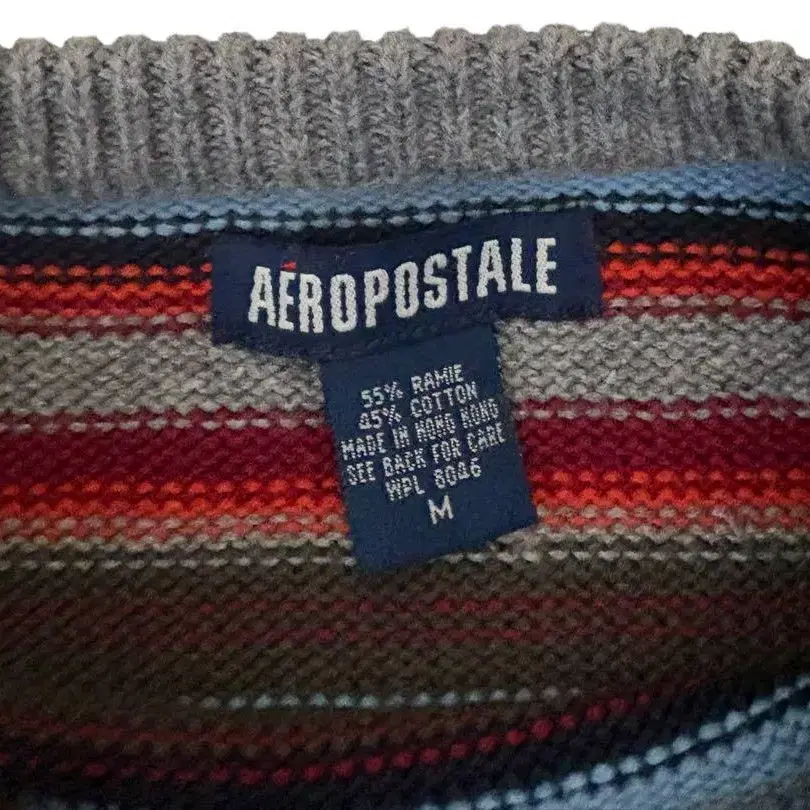 AÉROPOSTALE
55% RAMIE
45% COTTON
MADE IN HONG KONG
SEE BACK FOR CARE
WPL 8046
M